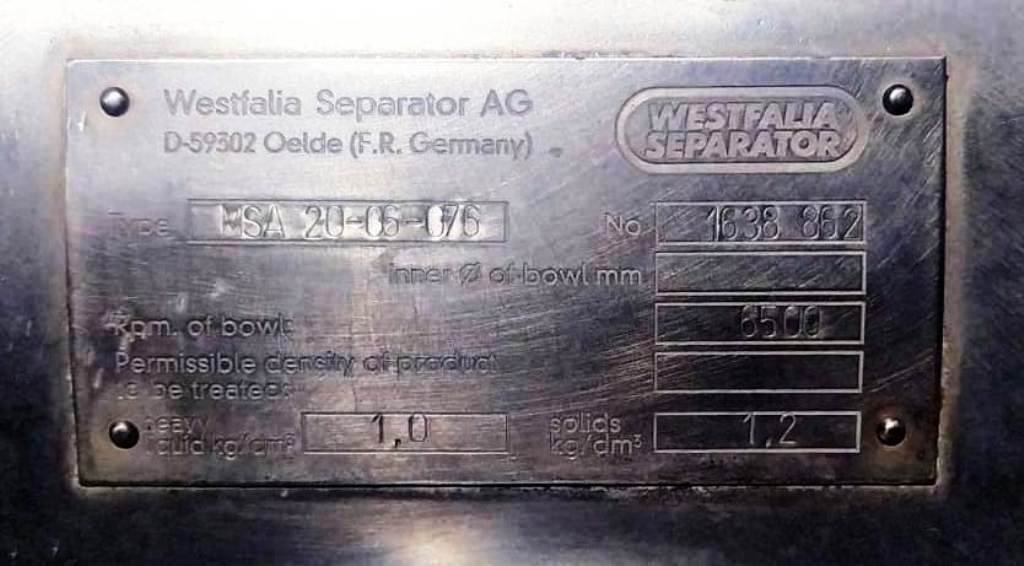 Westfalia Separator AG
D-59302 Oelde (F.R. Germany)
WESTFALIA
SEPARATOR
Type MSA 20-06-076 No 1638 862
inner Ø of bowl mm
Rpm. of bowl: 6500
Permissible density of product
to be treated:
heavy
liquid kg/dm³ 1,0
solids
kg/dm³ 1.2